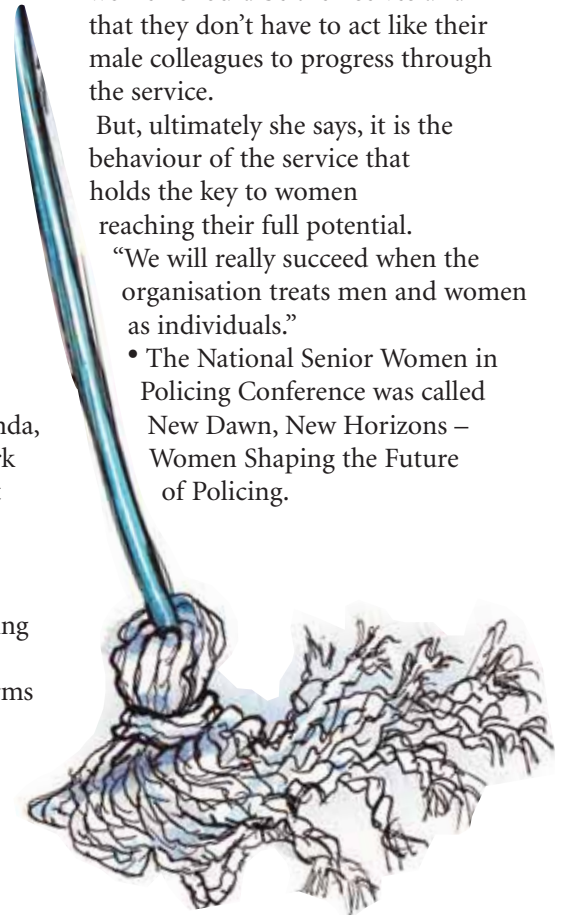 that they don’t have to act like their
male colleagues to progress through
the service.
But, ultimately she says, it is the
behaviour of the service that
holds the key to women
reaching their full potential.
“We will really succeed when the
organisation treats men and women
as individuals.”
• The National Senior Women in
Policing Conference was called
New Dawn, New Horizons –
Women Shaping the Future
of Policing.